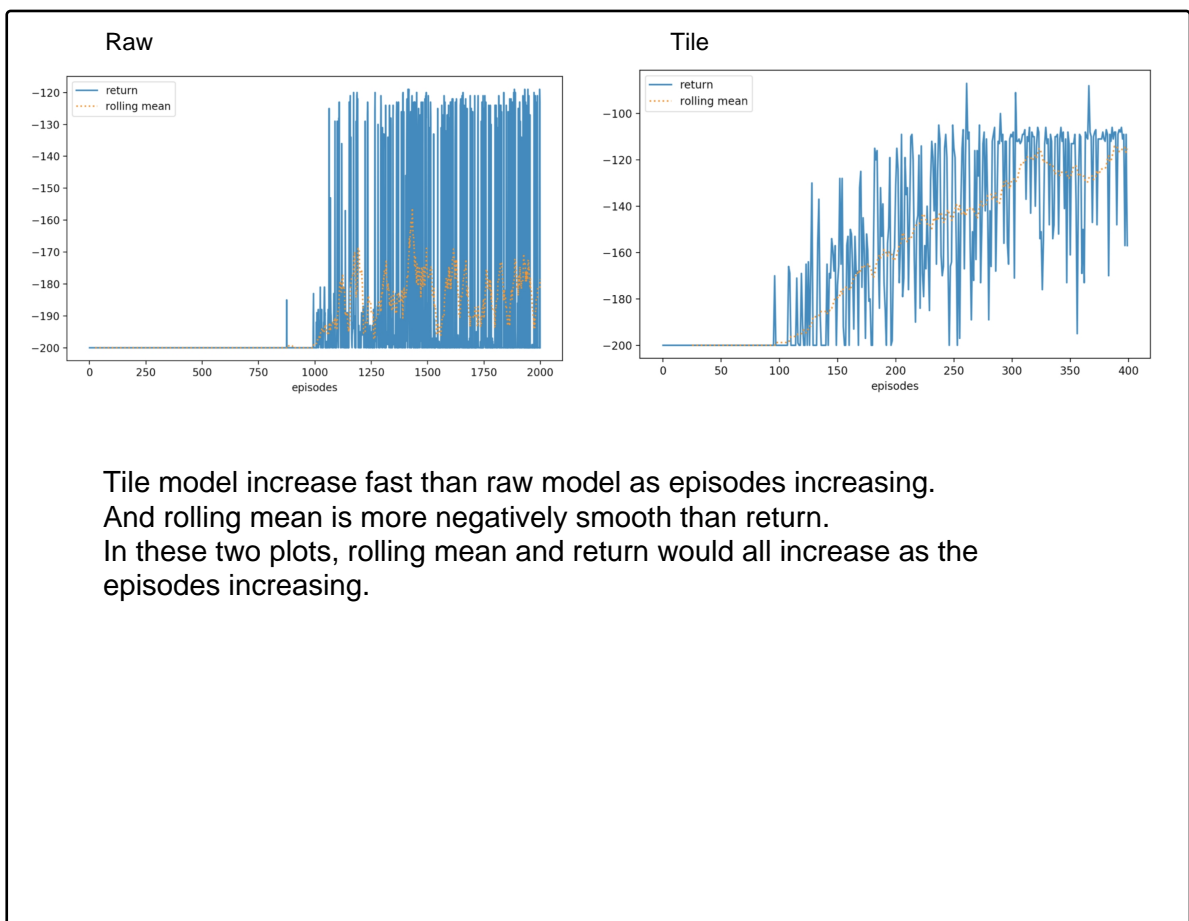 Raw
Tile
return
rolling mean
−120
−130
−140
−150
−160
−170
−180
−190
−200
0
250
500
750
1000
1250
1500
1750
2000
episodes
return
rolling mean
−100
−120
−140
−160
−180
−200
0
50
100
150
200
250
300
350
400
episodes
Tile model increase fast than raw model as episodes increasing.
And rolling mean is more negatively smooth than return.
In these two plots, rolling mean and return would all increase as the
episodes increasing.